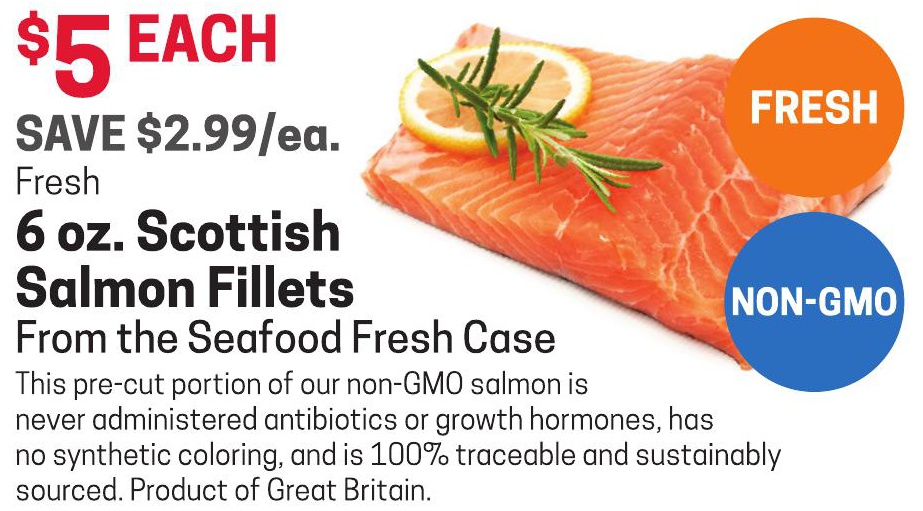 $5 EACH
SAVE $2.99/ea.
Fresh
6 oz. Scottish
Salmon Fillets
From the Seafood Fresh Case
This pre-cut portion of our non-GMO salmon is
never administered antibiotics or growth hormones, has
no synthetic coloring, and is 100% traceable and sustainably
sourced. Product of Great Britain.
FRESH
NON-GMO